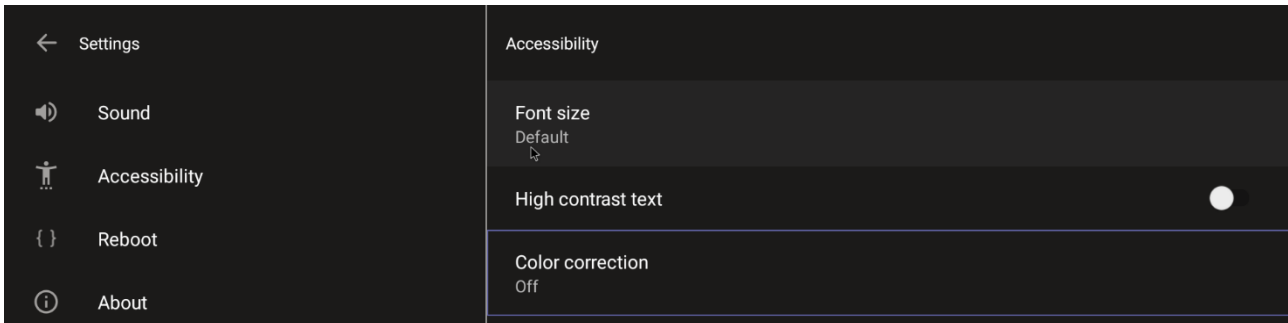 Settings
Sound
Accessibility
Reboot
About
Accessibility
Font size
Default
High contrast text
Color correction
Off